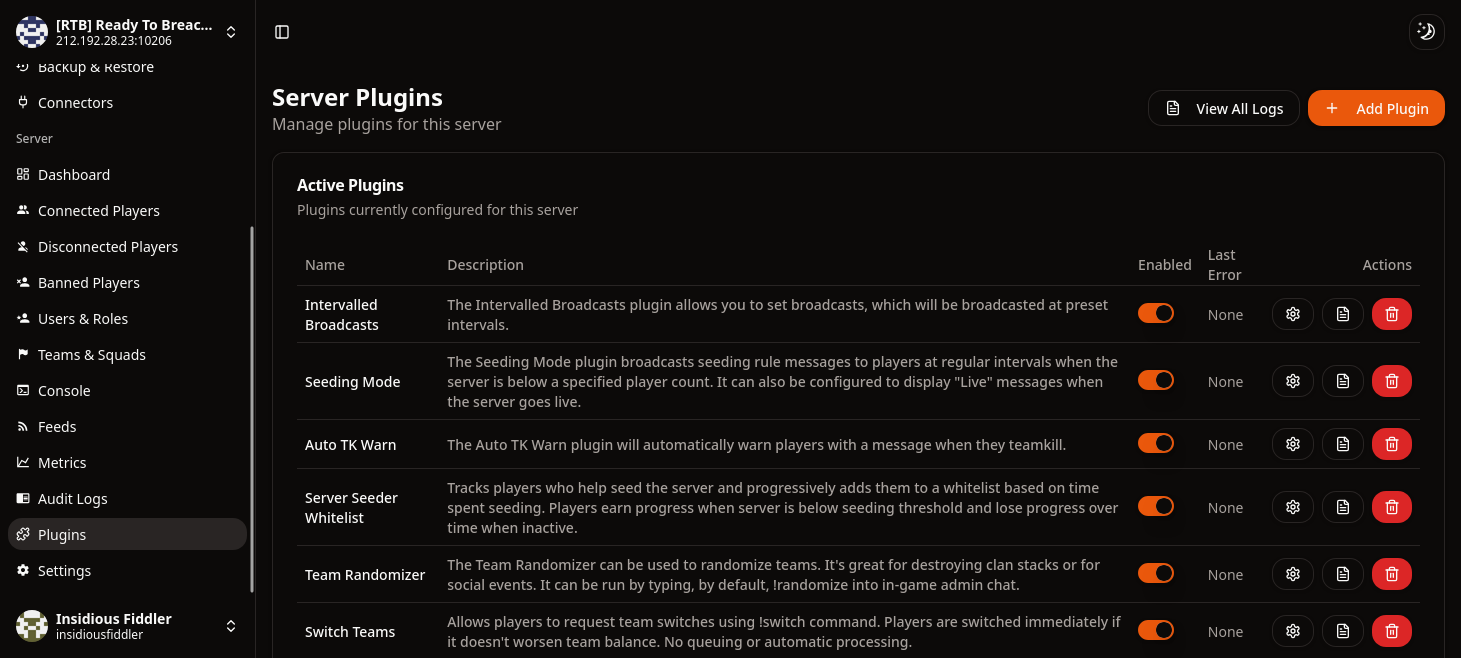 [RTB] Ready To Breac...
212.192.28.23:10206
Backup & Restore
Connectors
Server
Dashboard
Connected Players
Disconnected Players
Banned Players
Users & Roles
Teams & Squads
Console
Feeds
Metrics
Audit Logs
Plugins
Settings
Insidious Fiddler
insidiousfiddler
Server Plugins
Manage plugins for this server
View All Logs
Add Plugin
Active Plugins
Plugins currently configured for this server
Name
Description
Enabled
Last
Error
Actions
Intervalled
Broadcasts
The Intervalled Broadcasts plugin allows you to set broadcasts, which will be broadcasted at preset
intervals.
None
Seeding Mode
The Seeding Mode plugin broadcasts seeding rule messages to players at regular intervals when the
server is below a specified player count. It can also be configured to display "Live" messages when
the server goes live.
None
Auto TK Warn
The Auto TK Warn plugin will automatically warn players with a message when they teamkill.
None
Server Seeder
Whitelist
Tracks players who help seed the server and progressively adds them to a whitelist based on time
spent seeding. Players earn progress when server is below seeding threshold and lose progress over
time when inactive.
None
Team Randomizer
The Team Randomizer can be used to randomize teams. It's great for destroying clan stacks or for
social events. It can be run by typing, by default, !randomize into in-game admin chat.
None
Switch Teams
Allows players to request team switches using !switch command. Players are switched immediately if
it doesn't worsen team balance. No queuing or automatic processing.
None